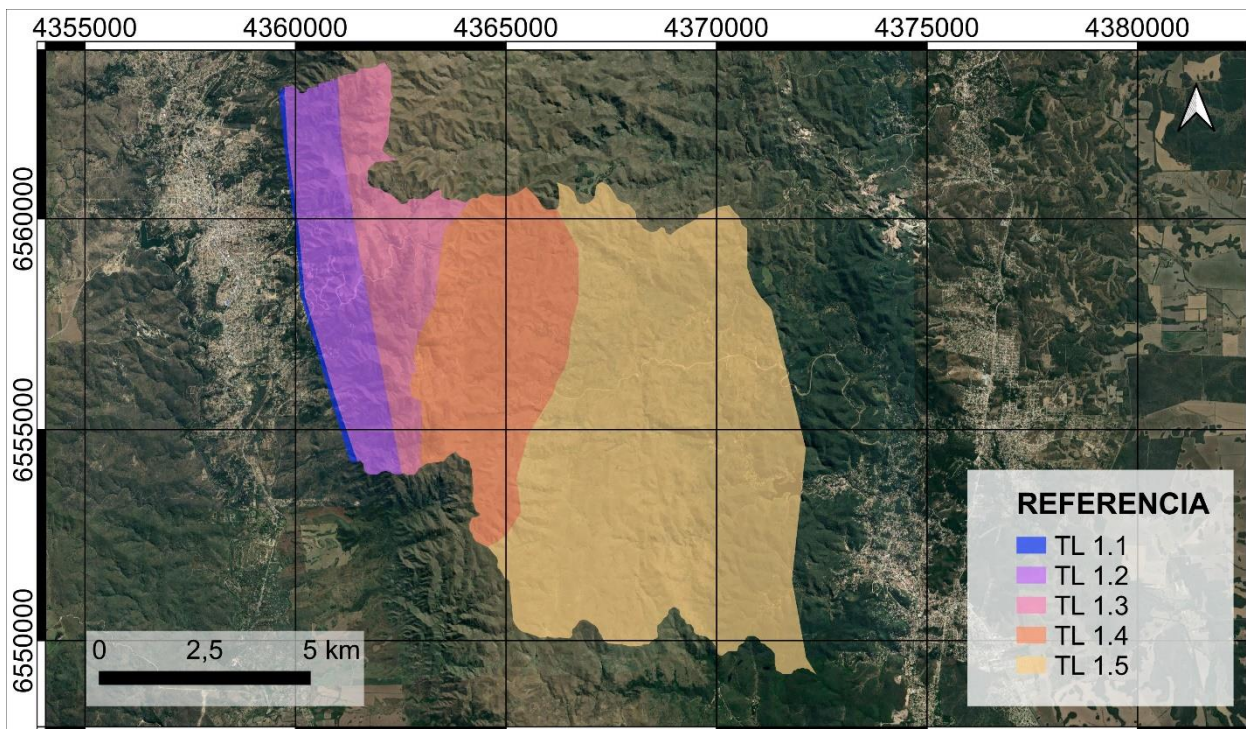 4355000 4360000 4365000 4370000 4375000 4380000
6560000
6555000
6550000
REFERENCIA
TL 1.1
TL 1.2
TL 1.3
TL 1.4
TL 1.5
0 2,5 5 km